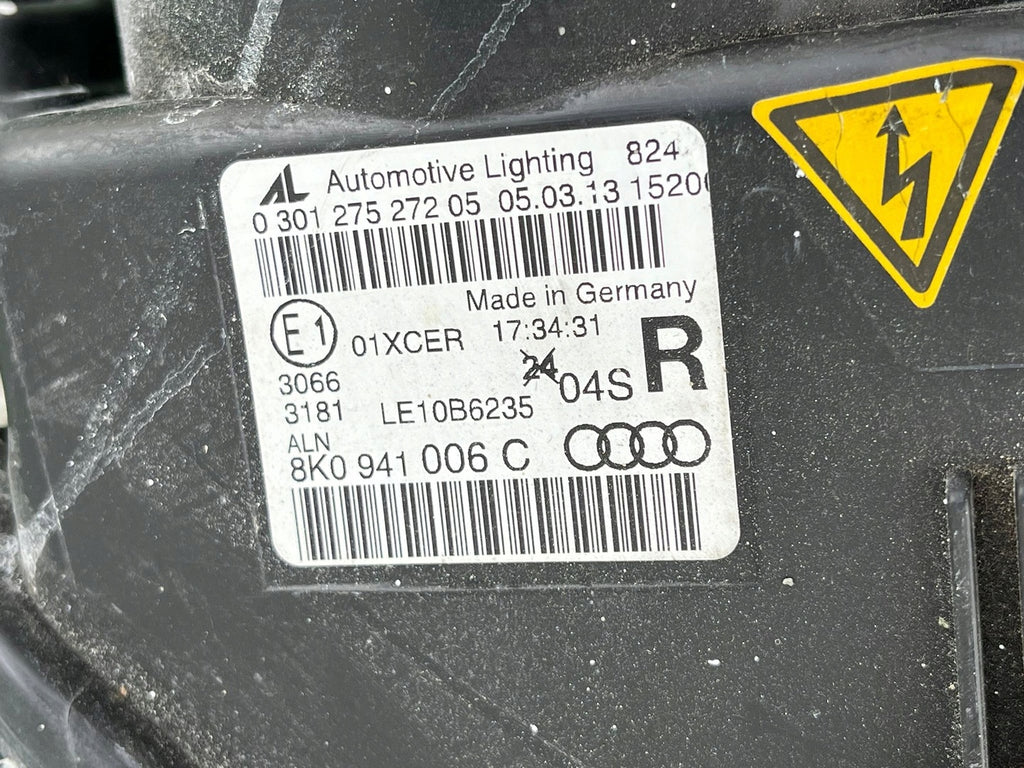 AL Automotive Lighting 824
0 301 275 272 05 05.03.13 1520
Made in Germany
E1 01XCER 17:34:31 R
3066 24 04S
3181 LE10B6235
ALN
8K0 941 006 C